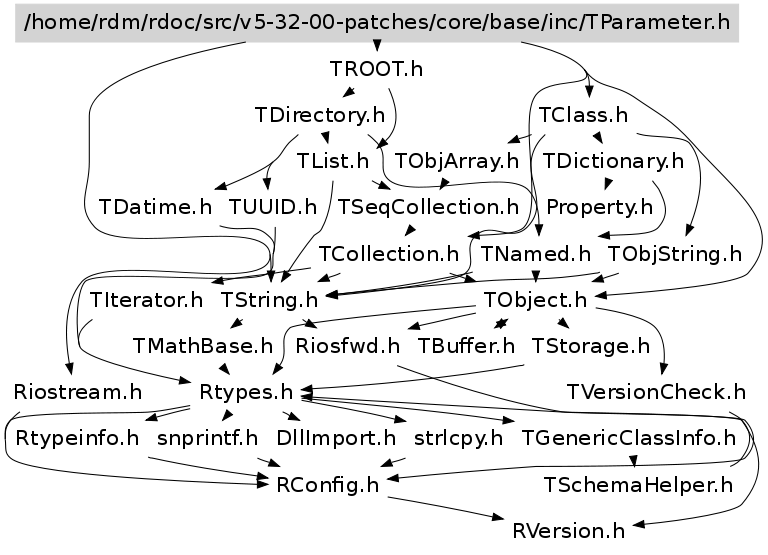 /home/rdm/rdoc/src/v5-32-00-patches/core/base/inc/TParameter.h
TROOT.h
TDirectory.h
TClass.h
TList.h
TObjArray.h
TDictionary.h
TDatime.h
TUUID.h
TSeqCollection.h
Property.h
TCollection.h
TNamed.h
TObjString.h
TIterator.h
TString.h
TObject.h
TMathBase.h
Riosfwd.h
TBuffer.h
TStorage.h
Riostream.h
Rtypes.h
TVersionCheck.h
Rtypeinfo.h
snprintf.h
DllImport.h
strlcpy.h
TGenericClassInfo.h
RConfig.h
TSchemaHelper.h
RVersion.h